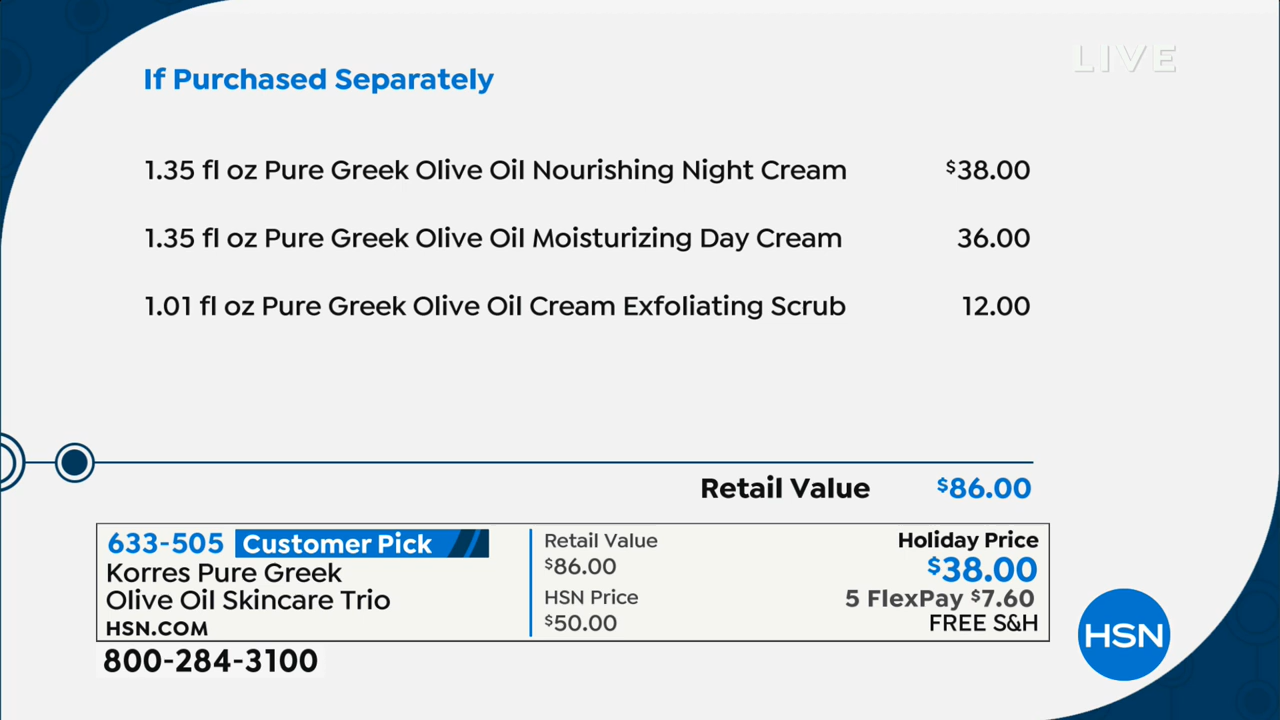 LIVE
If Purchased Separately
1.35 fl oz Pure Greek Olive Oil Nourishing Night Cream $38.00
1.35 fl oz Pure Greek Olive Oil Moisturizing Day Cream 36.00
1.01 fl oz Pure Greek Olive Oil Cream Exfoliating Scrub 12.00
Retail Value $86.00
633-505 Customer Pick
Korres Pure Greek
Olive Oil Skincare Trio
HSN.COM
Retail Value
$86.00
HSN Price
$50.00
Holiday Price
$38.00
5 FlexPay $7.60
FREE S&H
800-284-3100
HSN